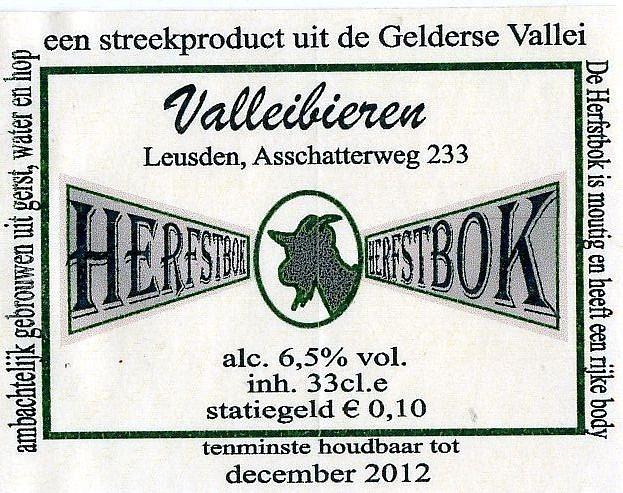 een streekproduct uit de Gelderse Vallei
ambachtelijk gebrouwen uit gerst, water en hop
Valleibieren
Leusden, Asschatterweg 233
HERFSTBOK
HERFSTBOK
alc. 6,5% vol.
inh. 33cl.e
statiegeld € 0,10
De Herfstbok is moutig en heeft een rijke body
tenminste houdbaar tot
december 2012